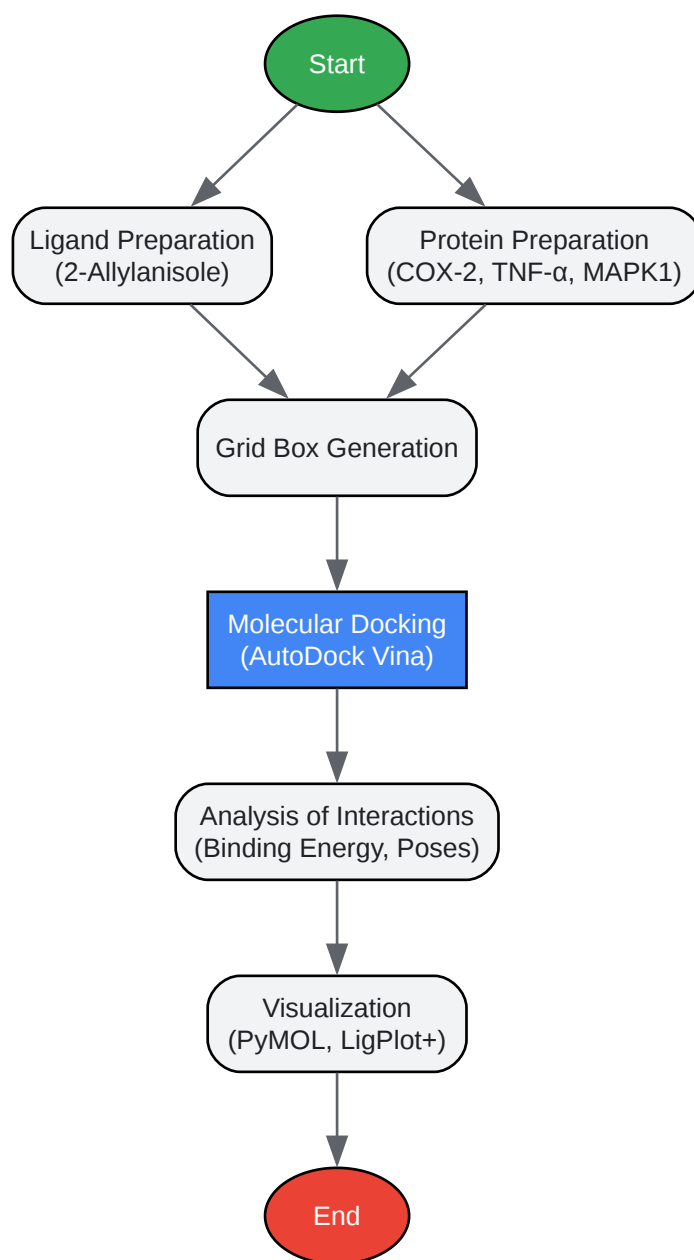 Start
Ligand Preparation
(2-Allylanisole)
Protein Preparation
(COX-2, TNF-α, MAPK1)
Grid Box Generation
Molecular Docking
(AutoDock Vina)
Analysis of Interactions
(Binding Energy, Poses)
Visualization
(PyMOL, LigPlot+)
End